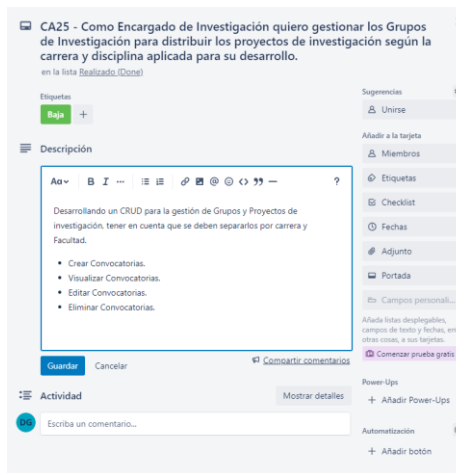 CA25 - Como Encargado de Investigación quiero gestionar los Grupos
de Investigación para distribuir los proyectos de investigación según la
carrera y disciplina aplicada para su desarrollo.
en la lista Realizado (Done)
Etiquetas
Baja +
Descripción
Aa B I ... ?
Desarrollando un CRUD para la gestión de Grupos y Proyectos de
investigación, tener en cuenta que se deben separarlos por carrera y
Facultad.
• Crear Convocatorias.
• Visualizar Convocatorias.
• Editar Convocatorias.
• Eliminar Convocatorias.
Guardar Cancelar
Compartir comentarios
Actividad
Mostrar detalles
DG
Escriba un comentario...
Sugerencias
Unirse
Añadir a la tarjeta
Miembros
Etiquetas
Checklist
Fechas
Adjunto
Portada
Campos personali...
Añada listas desplegables,
campos de texto y fechas, en
otras cosas, a sus tarjetas.
Comenzar prueba gratis
Power-Ups
+ Añadir Power-Ups
Automatización
+ Añadir botón